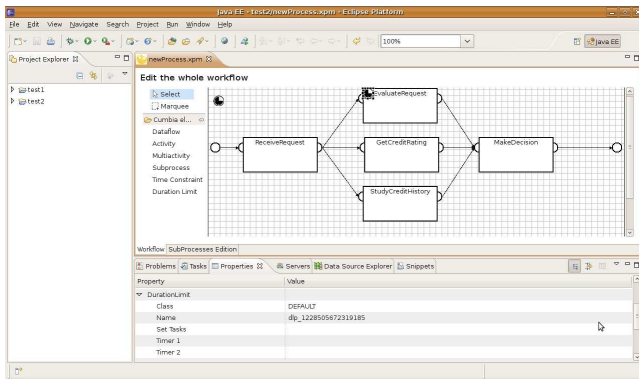 Java EE - test2/newProcess.xpm - Eclipse Platform
File Edit View Navigate Search Project Run Window Help
100%
Java EE
Project Explorer
newProcess.xpm
test1
test2
Edit the whole workflow
Select
Marquee
Cumbia el...
Dataflow
Activity
Multiactivity
Subprocess
Time Constraint
Duration Limit
EvaluateRequest
ReceiveRequest
GetCreditRating
MakeDecision
StudyCreditHistory
Workflow SubProcesses Edition
Problems Tasks Properties Servers Data Source Explorer Snippets
Property Value
DurationLimit
Class DEFAULT
Name dlp_1228505672319185
Set Tasks
Timer 1
Timer 2